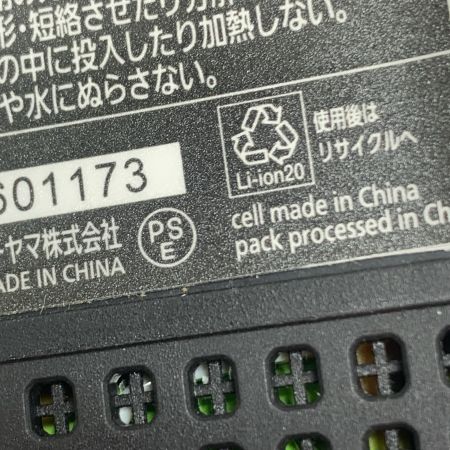 形・短絡させたり
の中に投入したり加熱しない。
や水にぬらさない。
601173
使用後は
リサイクルへ
Li-ion20
ーヤマ株式会社
PS
E
MADE IN CHINA
cell made in China
pack processed in Ch